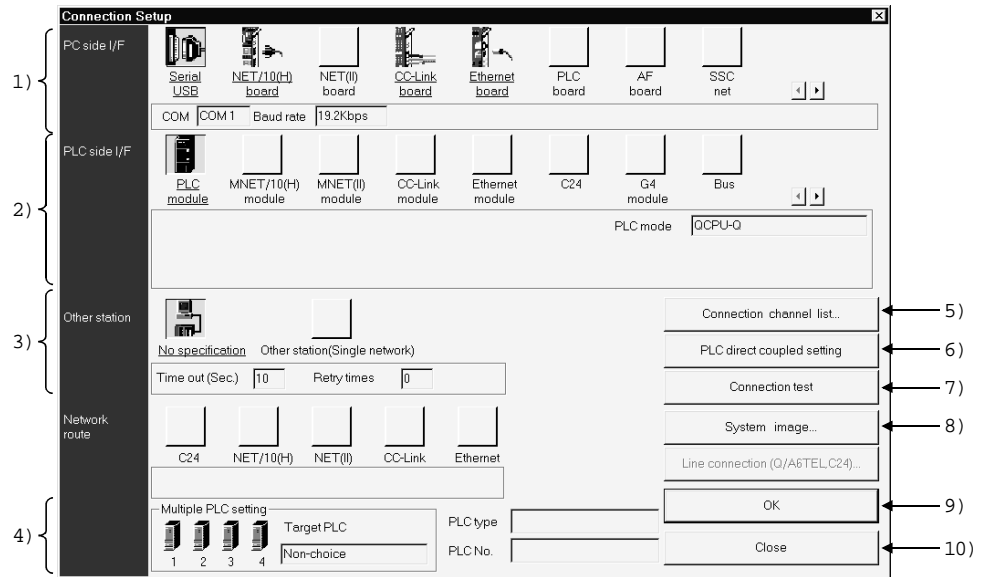 Connection Setup
1)
PC side I/F
Serial USB
NET/10(H) board
NET(II) board
CC-Link board
Ethernet board
PLC board
AF board
SSC net
COM COM 1 Baud rate 19.2Kbps
2)
PLC side I/F
PLC module
MNET/10(H) module
MNET(II) module
CC-Link module
Ethernet module
C24
G4 module
Bus
PLC mode QCPU-Q
3)
Other station
No specification
Other station(Single network)
Time out (Sec.) 10 Retry times 0
Connection channel list...
5)
PLC direct coupled setting
6)
Connection test
7)
Network route
C24
NET/10(H)
NET(II)
CC-Link
Ethernet
System image...
8)
Line connection (Q/A6TEL,C24)...
4)
Multiple PLC setting
1 2 3 4
Target PLC
Non-choice
PLC type
PLC No.
OK
9)
Close
10)